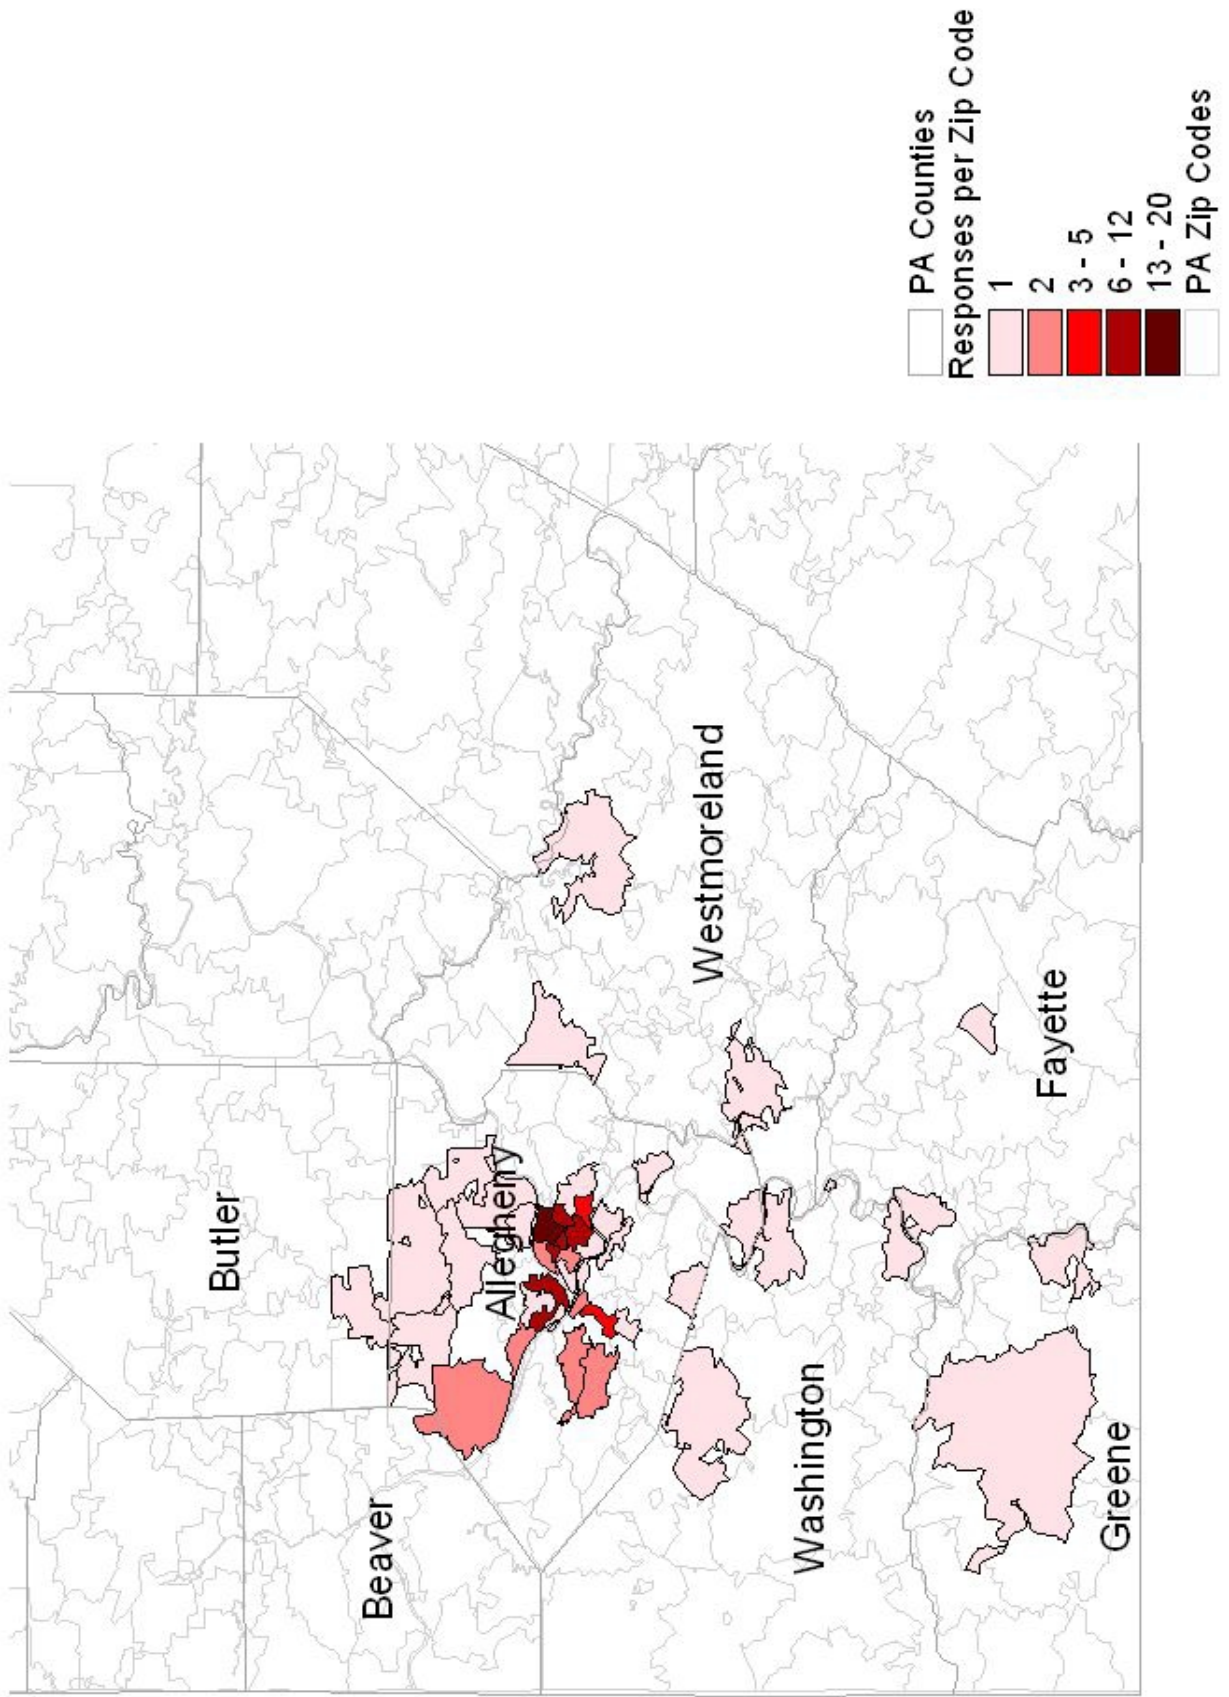 Butler
Beaver
Allegheny
Westmoreland
Washington
Fayette
Greene
PA Counties
Responses per Zip Code
1
2
3 - 5
6 - 12
13 - 20
PA Zip Codes